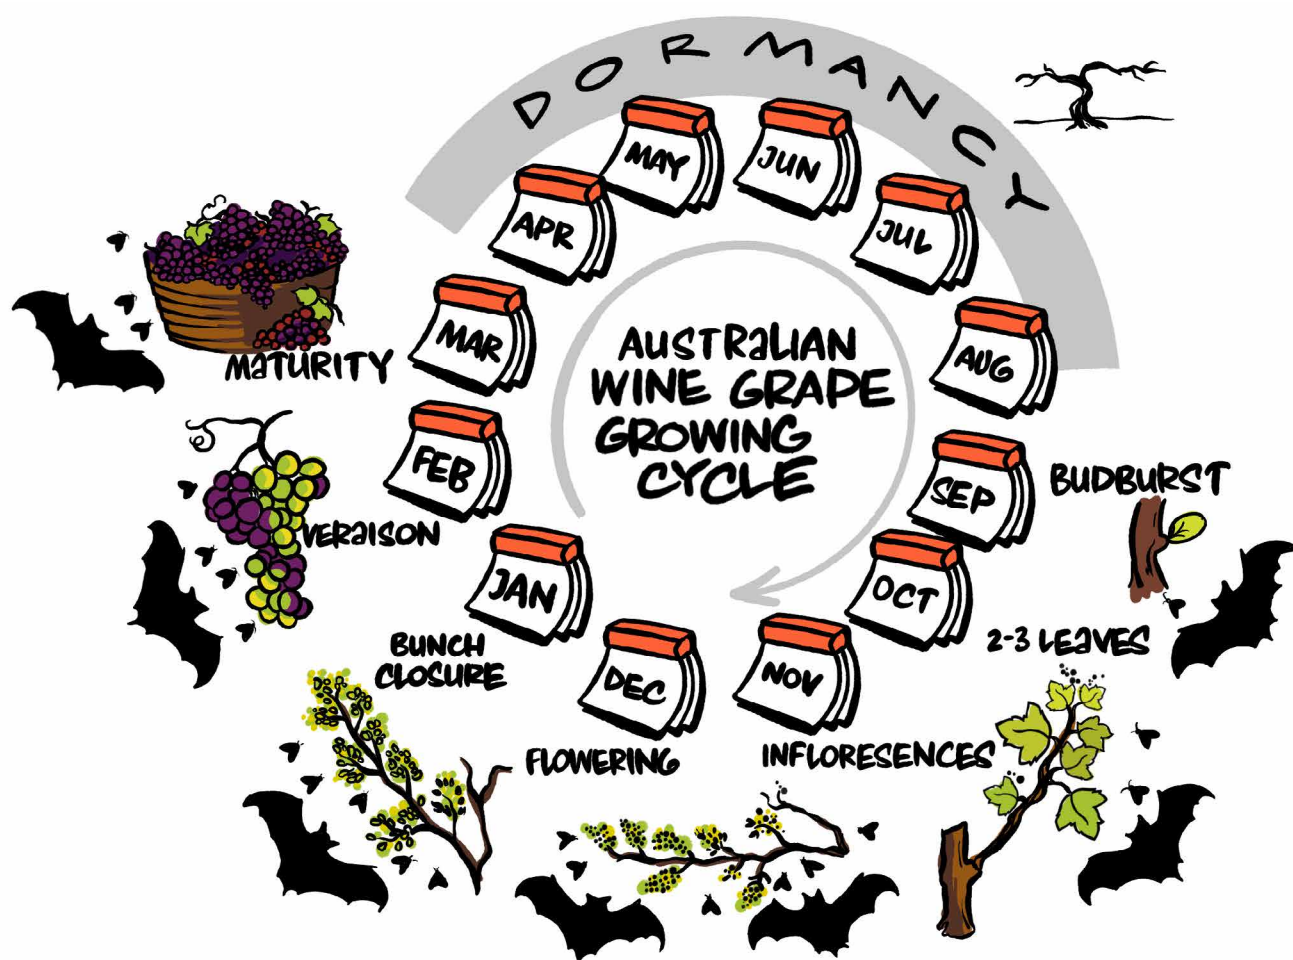 DORMANCY
MAY
JUN
APR
JUL
MAR
AUG
FEB
SEP
JAN
OCT
DEC
NOV
AUSTRALIAN
WINE GRAPE
GROWING
CYCLE
MATURITY
VERAISON
BUNCH
CLOSURE
FLOWERING
INFLORESENCES
2-3 LEAVES
BUDBURST